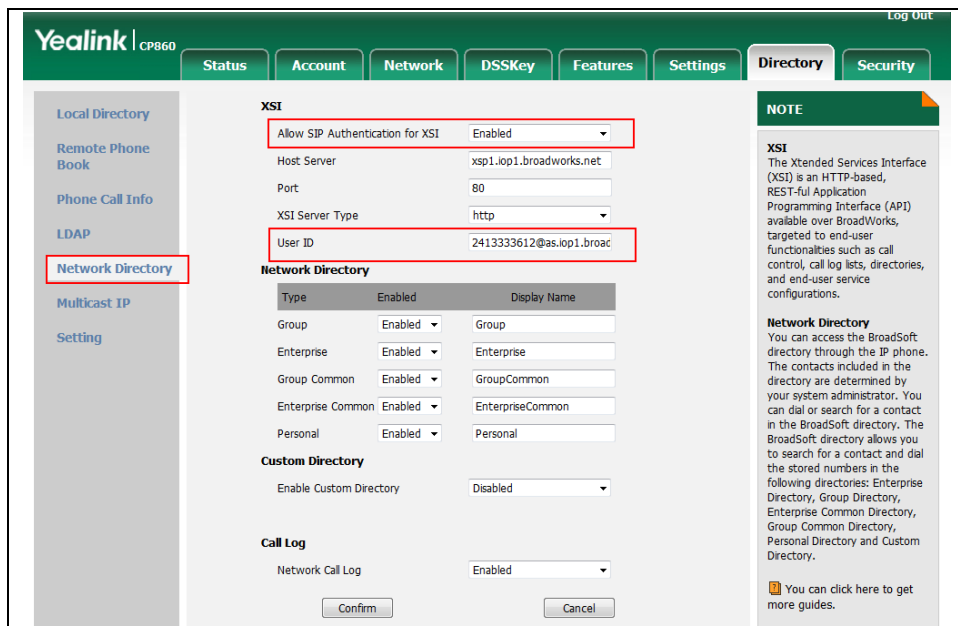 Log Out
Yealink CP860
Status Account Network DSSKey Features Settings Directory Security
Local Directory
Remote Phone
Book
Phone Call Info
LDAP
Network Directory
Multicast IP
Setting
XSI
Allow SIP Authentication for XSI Enabled
Host Server xsp1.iop1.broadworks.net
Port 80
XSI Server Type http
User ID 2413333612@as.iop1.broad
Network Directory
Type Enabled Display Name
Group Enabled Group
Enterprise Enabled Enterprise
Group Common Enabled GroupCommon
Enterprise Common Enabled EnterpriseCommon
Personal Enabled Personal
Custom Directory
Enable Custom Directory Disabled
Call Log
Network Call Log Enabled
Confirm Cancel
NOTE
XSI
The Xtended Services Interface
(XSI) is an HTTP-based,
REST-ful Application
Programming Interface (API)
available over BroadWorks,
targeted to end-user
functionalities such as call
control, call log lists, directories,
and end-user service
configurations.
Network Directory
You can access the BroadSoft
directory through the IP phone.
The contacts included in the
directory are determined by
your system administrator. You
can dial or search for a contact
in the BroadSoft directory. The
BroadSoft directory allows you
to search for a contact and dial
the stored numbers in the
following directories: Enterprise
Directory, Group Directory,
Enterprise Common Directory,
Group Common Directory,
Personal Directory and Custom
Directory.
You can click here to get
more guides.